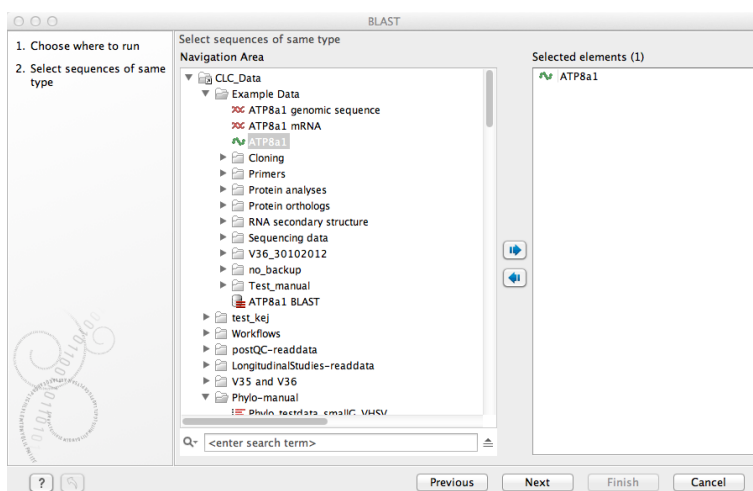 BLAST
1. Choose where to run
2. Select sequences of same
type
Select sequences of same type
Navigation Area
CLC_Data
Example Data
ATP8a1 genomic sequence
ATP8a1 mRNA
ATP8a1
Cloning
Primers
Protein analyses
Protein orthologs
RNA secondary structure
Sequencing data
V36_30102012
no_backup
Test_manual
ATP8a1 BLAST
test_kej
Workflows
postQC-readdata
LongitudinalStudies-readdata
V35 and V36
Phylo-manual
Phylo_testdata_smallG_VHSV
<enter search term>
Selected elements (1)
ATP8a1
?
Previous
Next
Finish
Cancel